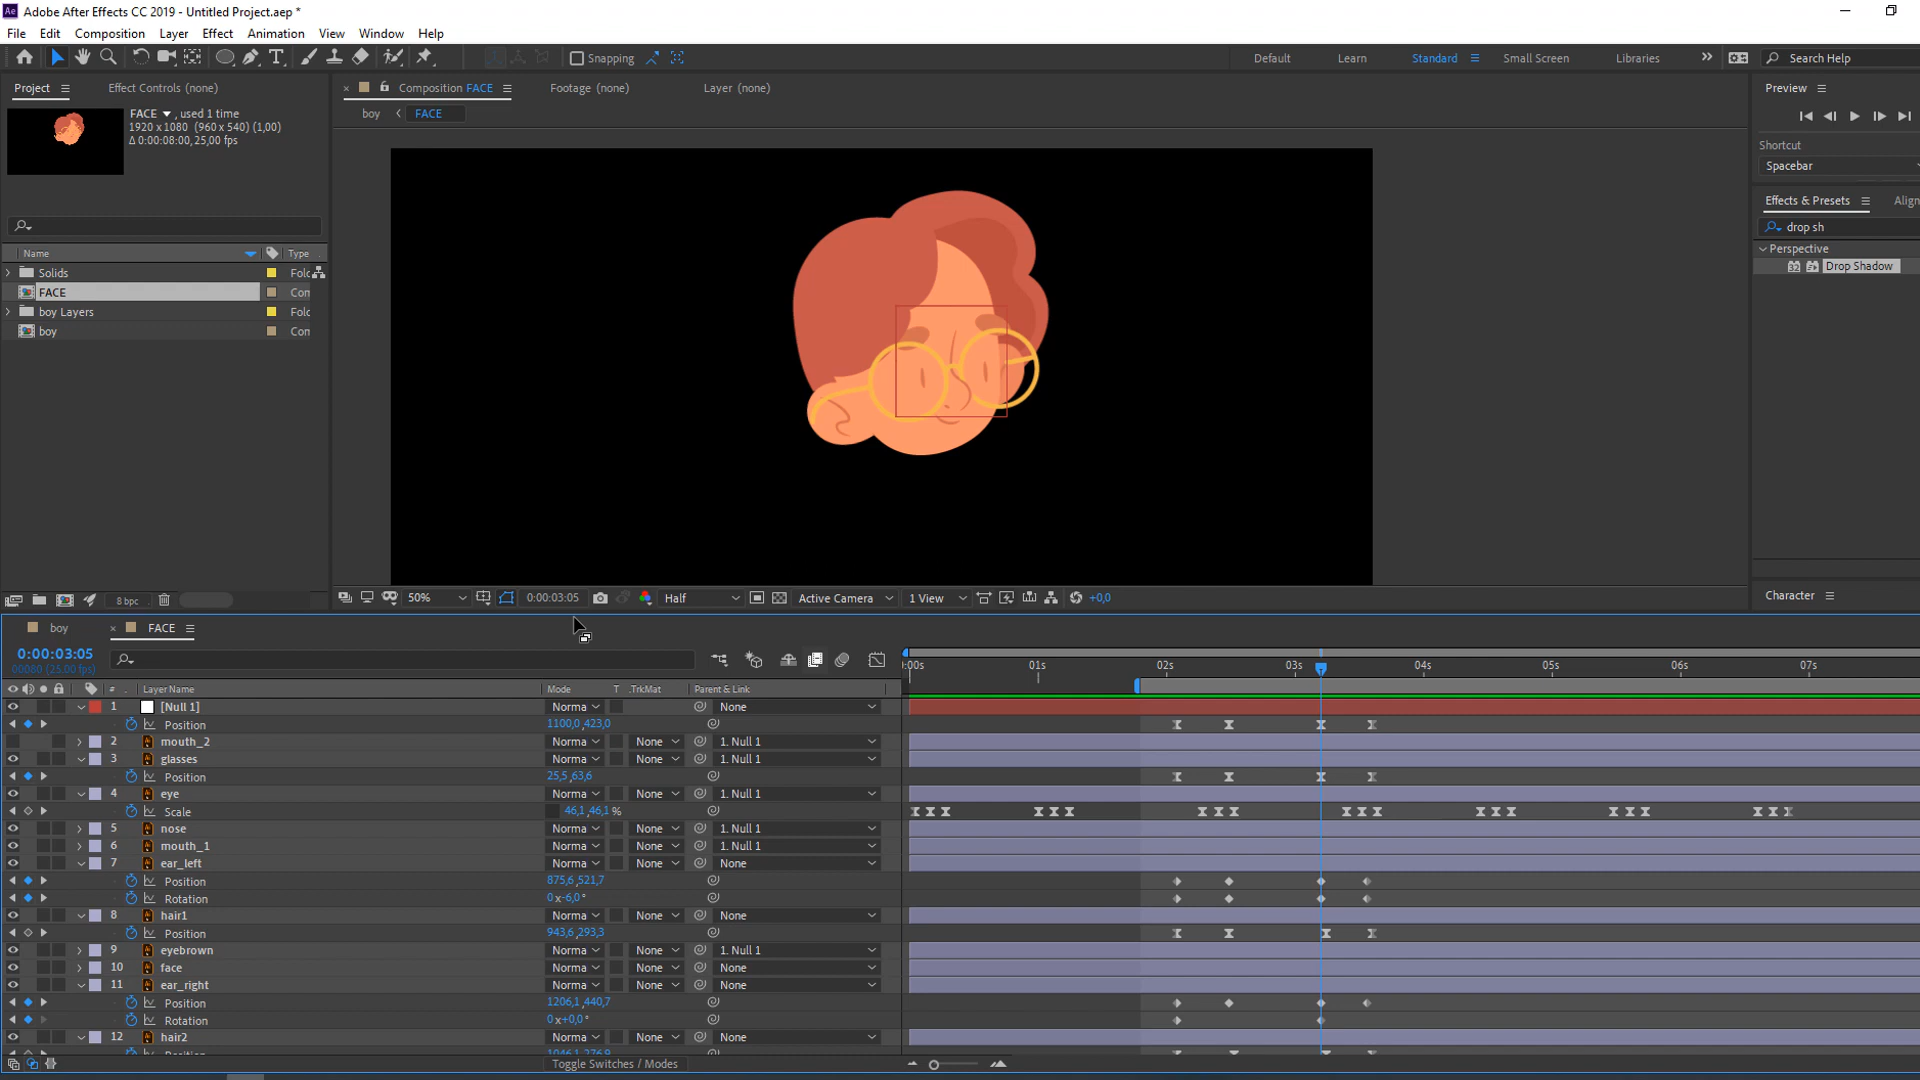 Adobe After Effects CC 2019 - Untitled Project.aep *
File Edit Composition Layer Effect Animation View Window Help
Snapping
Default Learn Standard Small Screen Libraries Search Help
Project Effect Controls (none)
FACE , used 1 time
1920 x 1080 (960 x 540) (1,00)
Δ 0:00:08:00, 25,00 fps
Name Type
Solids Folc
FACE Con
boy Layers Folc
boy Con
8 bpc
Composition FACE Footage (none) Layer (none)
boy FACE
50% 0:00:03:05 Half Active Camera 1 View +0,0
Preview
Shortcut
Spacebar
Effects & Presets Align
drop sh
Perspective
32 Drop Shadow
Character
boy FACE
0:00:03:05
00080 (25.00 fps)
# Layer Name Mode T .TrkMat Parent & Link
:00s 01s 02s 03s 04s 05s 06s 07s
1 [Null 1] Norma None
Position 1100,0,423,0
2 mouth_2 Norma None 1. Null 1
3 glasses Norma None 1. Null 1
Position 25,5,63,6
4 eye Norma None 1. Null 1
Scale 46,1,46,1 %
5 nose Norma None 1. Null 1
6 mouth_1 Norma None 1. Null 1
7 ear_left Norma None None
Position 875,6,521,7
Rotation 0x-6,0°
8 hair1 Norma None None
Position 943,6,293,3
9 eyebrown Norma None 1. Null 1
10 face Norma None None
11 ear_right Norma None None
Position 1206,1,440,7
Rotation 0x+0,0°
12 hair2 Norma None None
Toggle Switches / Modes